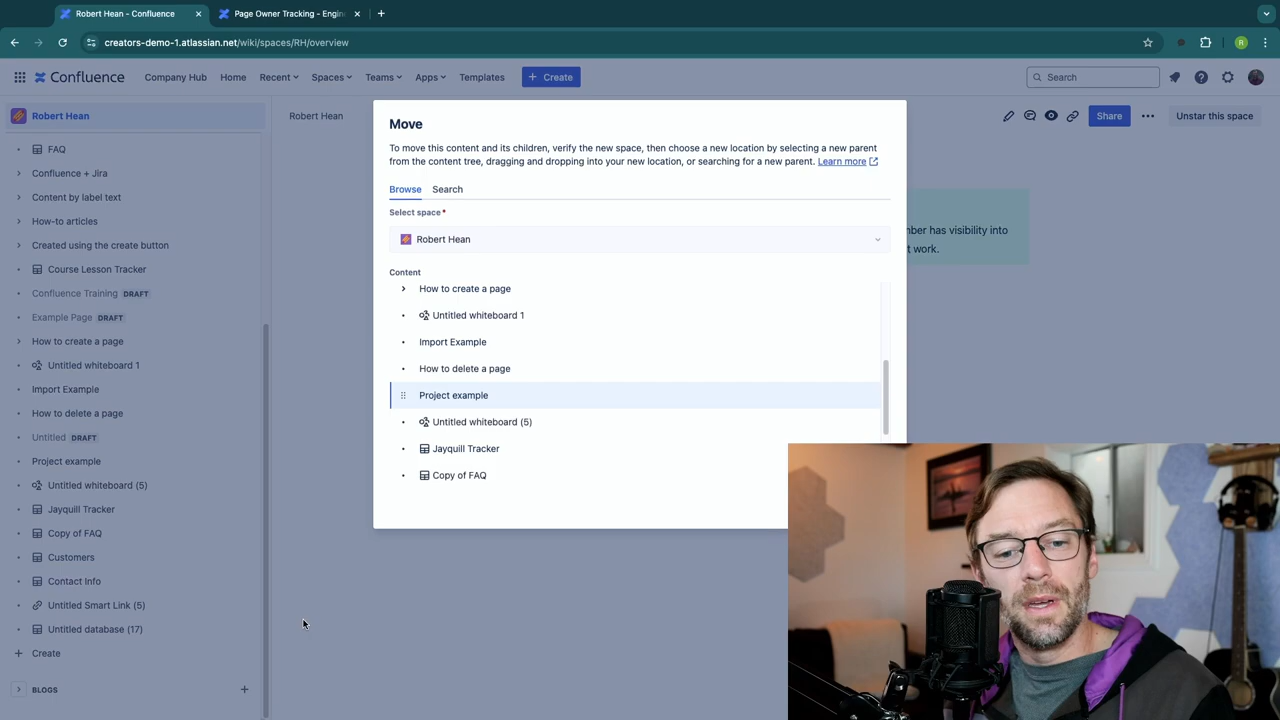 Robert Hean - Confluence
Page Owner Tracking - Engin
creators-demo-1.atlassian.net/wiki/spaces/RH/overview
R
Confluence
Company Hub
Home
Recent
Spaces
Teams
Apps
Templates
+ Create
Search
Robert Hean
Robert Hean
Share
Unstar this space
FAQ
Confluence + Jira
Content by label text
How-to articles
Created using the create button
Course Lesson Tracker
Confluence Training DRAFT
Example Page DRAFT
How to create a page
Untitled whiteboard 1
Import Example
How to delete a page
Untitled DRAFT
Project example
Untitled whiteboard (5)
Jayquill Tracker
Copy of FAQ
Customers
Contact Info
Untitled Smart Link (5)
Untitled database (17)
+ Create
BLOGS
Move
To move this content and its children, verify the new space, then choose a new location by selecting a new parent
from the content tree, dragging and dropping into your new location, or searching for a new parent. Learn more
Browse
Search
Select space*
Robert Hean
Content
How to create a page
Untitled whiteboard 1
Import Example
How to delete a page
Project example
Untitled whiteboard (5)
Jayquill Tracker
Copy of FAQ
nber has visibility into
t work.